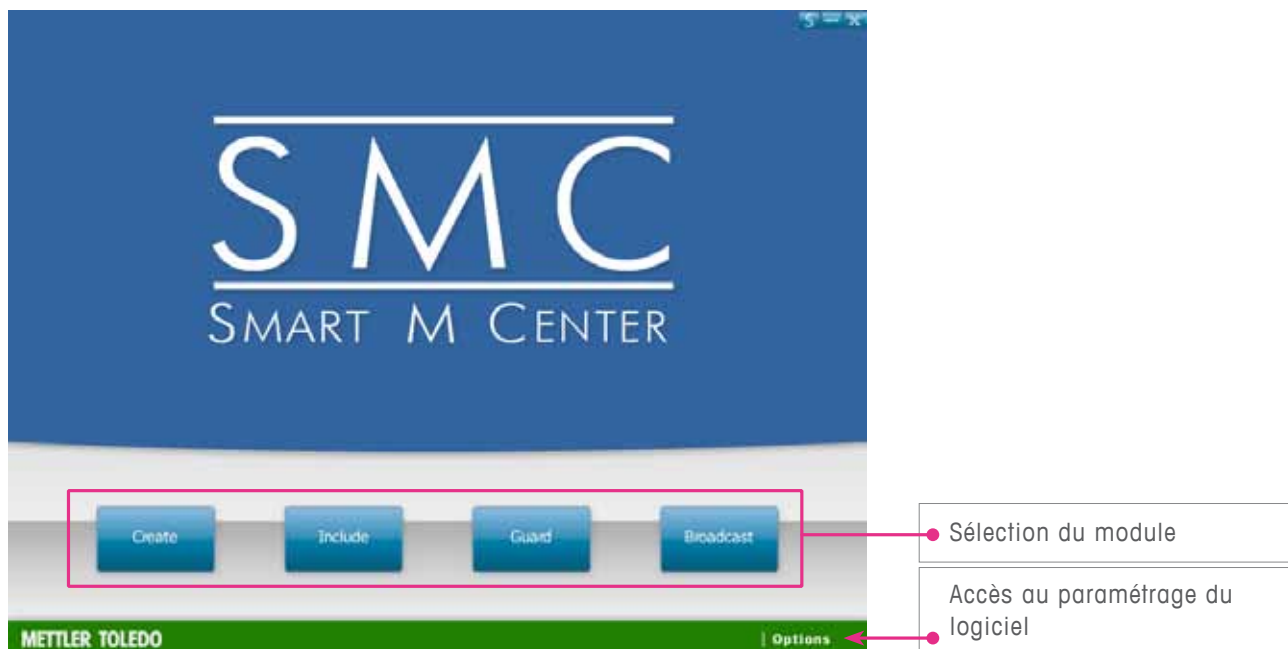 S — X
SMC
SMART M CENTER
Create
Include
Guard
Broadcast
Sélection du module
Accès au paramétrage du
logiciel
METTLER TOLEDO
| Options